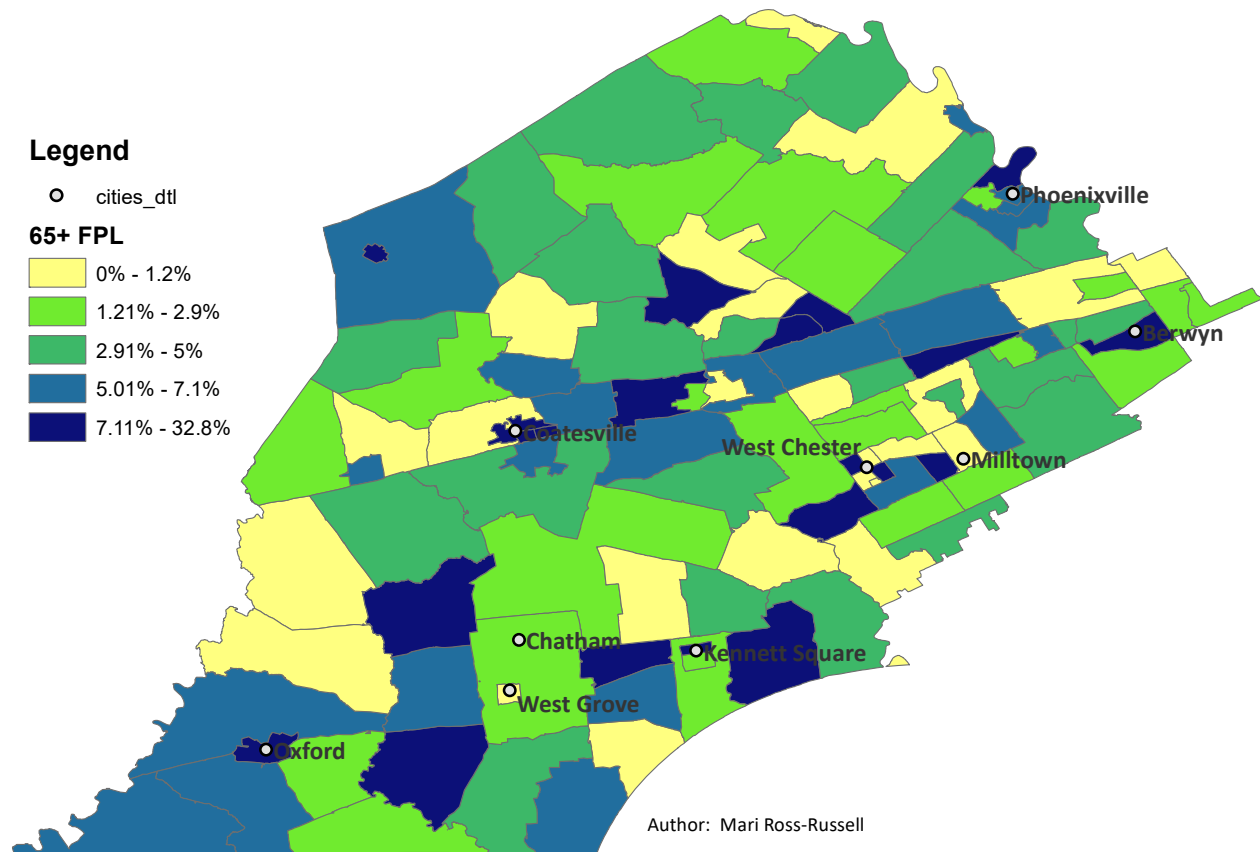 Legend
cities_dtl
65+ FPL
0% - 1.2%
1.21% - 2.9%
2.91% - 5%
5.01% - 7.1%
7.11% - 32.8%
Phoenixville
Berwyn
Coatesville
West Chester
Milltown
Chatham
Kennett Square
West Grove
Oxford
Author: Mari Ross-Russell